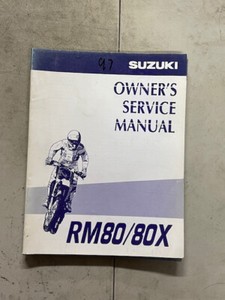 SUZUKI
97
OWNER'S
SERVICE
MANUAL
RM80/80X